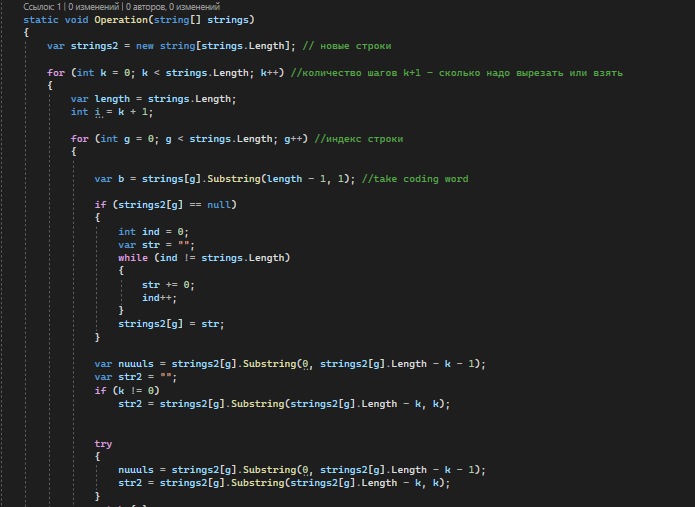 Ссылок: 1 | 0 изменений | 0 авторов, 0 изменений
static void Operation(string[] strings)
{
var strings2 = new string[strings.Length]; // новые строки
for (int k = 0; k < strings.Length; k++) //количество шагов k+1 - сколько надо вырезать или взять
{
var length = strings.Length;
int i = k + 1;
for (int g = 0; g < strings.Length; g++) //индекс строки
{
var b = strings[g].Substring(length - 1, 1); //take coding word
if (strings2[g] == null)
{
int ind = 0;
var str = "";
while (ind != strings.Length)
{
str += 0;
ind++;
}
strings2[g] = str;
}
var nuuuls = strings2[g].Substring(0, strings2[g].Length - k - 1);
var str2 = "";
if (k != 0)
str2 = strings2[g].Substring(strings2[g].Length - k, k);
try
{
nuuuls = strings2[g].Substring(0, strings2[g].Length - k - 1);
str2 = strings2[g].Substring(strings2[g].Length - k, k);
}